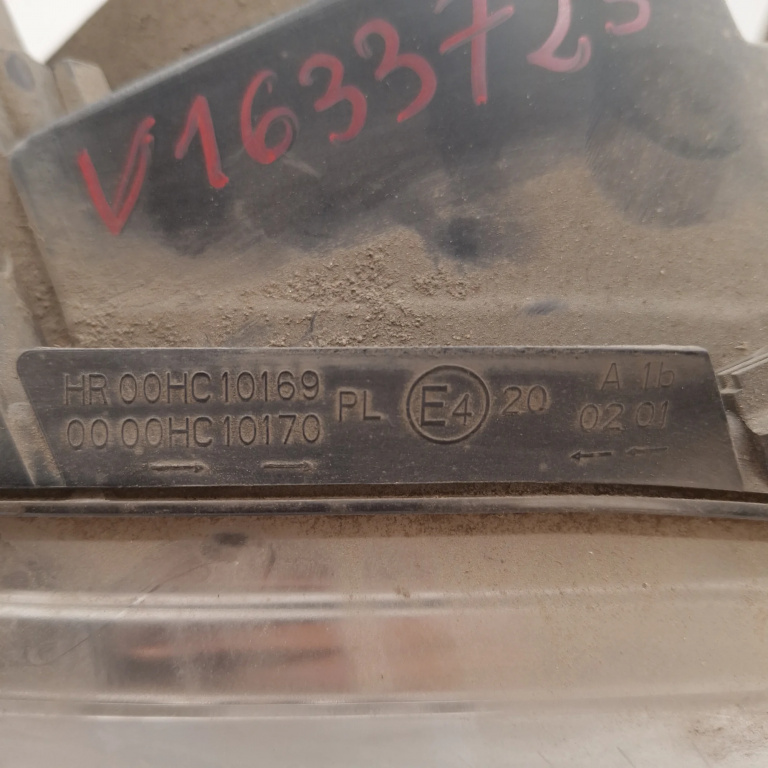 V1633723
HR 00HC10169 PL E4 20 A 1b
00 00HC10170 02 01